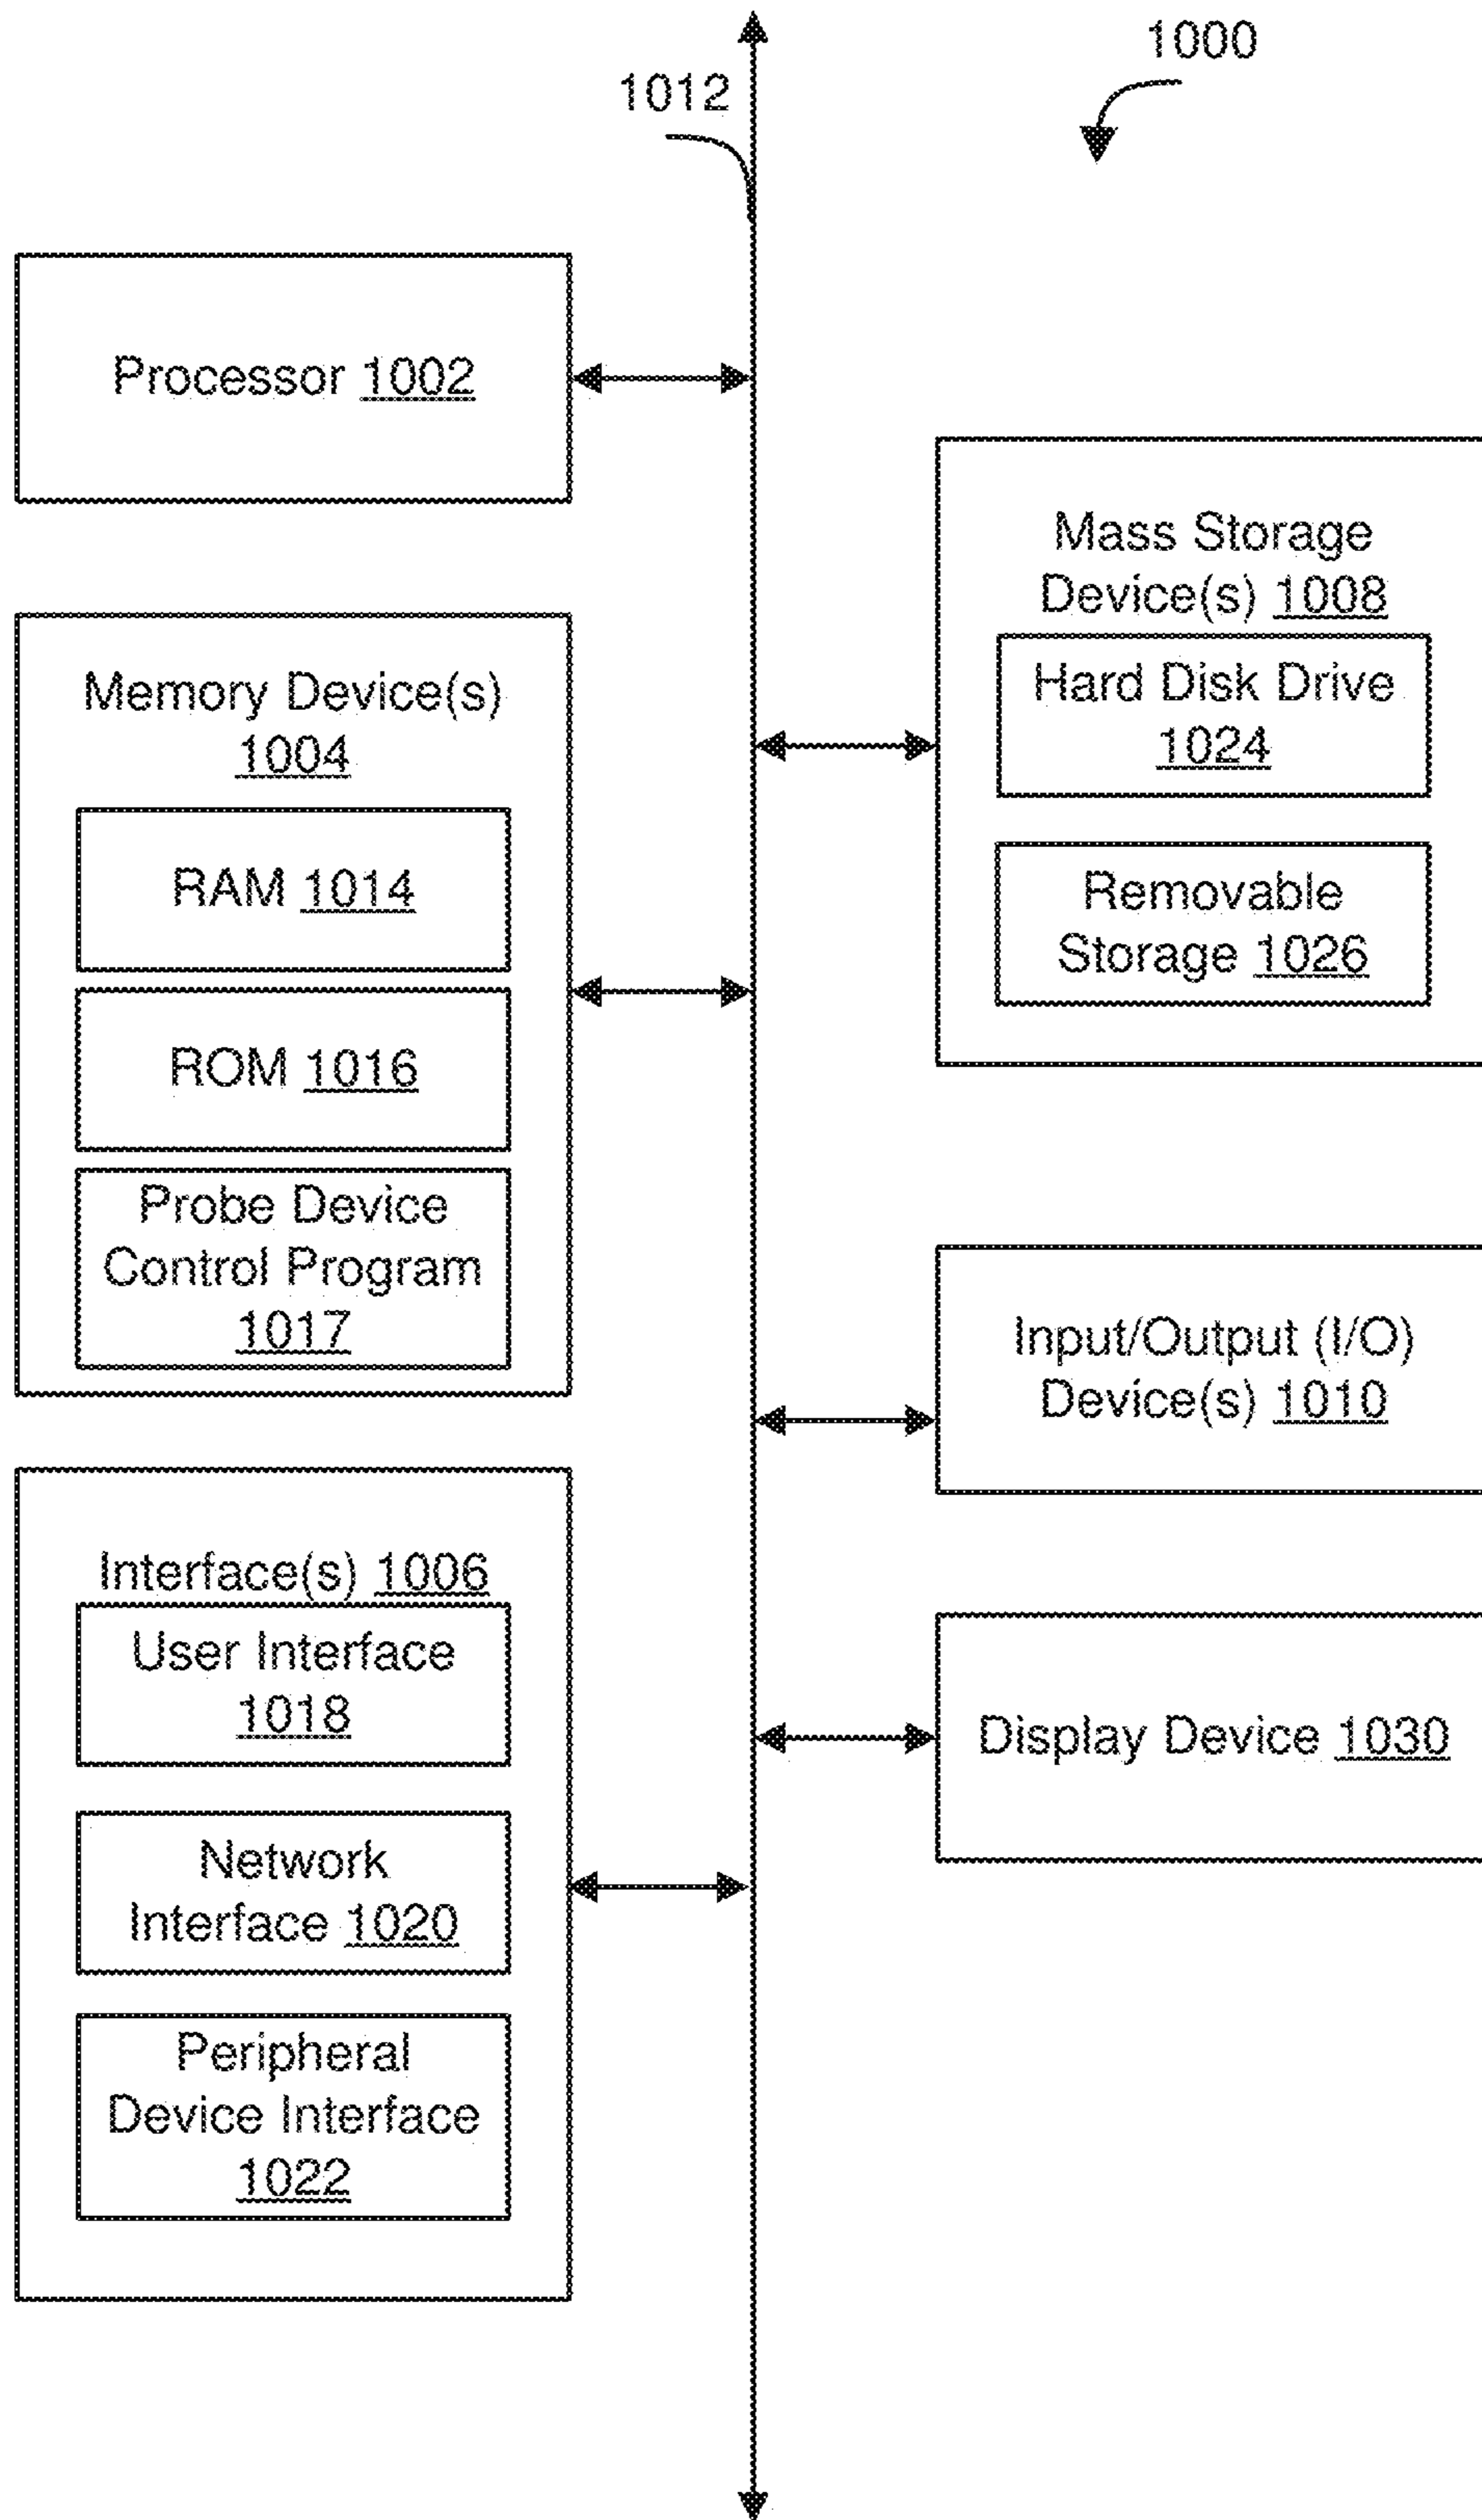 1000
1012
Processor 1002
Memory Device(s)
1004
RAM 1014
ROM 1016
Probe Device
Control Program
1017
Interface(s) 1006
User Interface
1018
Network
Interface 1020
Peripheral
Device Interface
1022
Mass Storage
Device(s) 1008
Hard Disk Drive
1024
Removable
Storage 1026
Input/Output (I/O)
Device(s) 1010
Display Device 1030